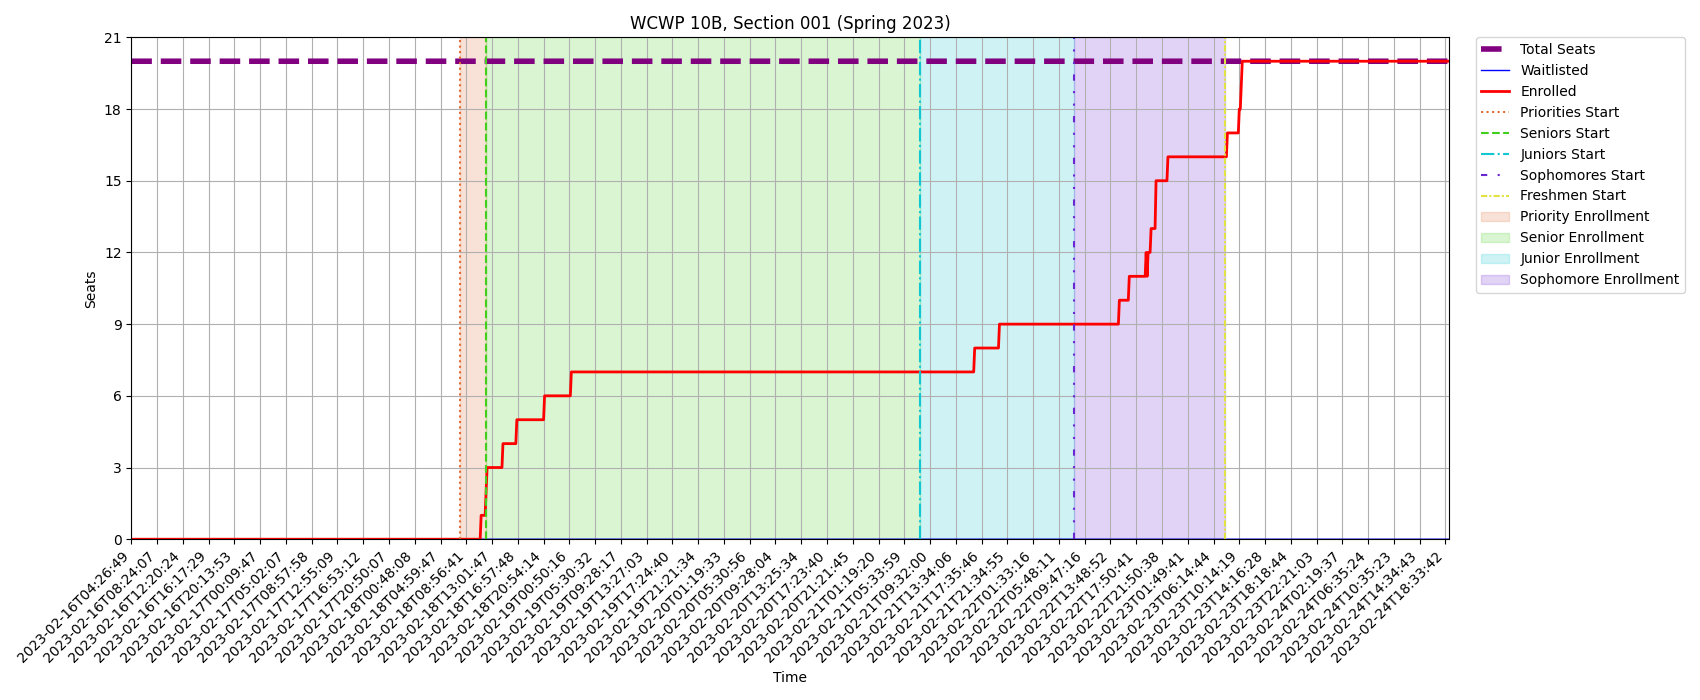 WCWP 10B, Section 001 (Spring 2023)
21
18
15
12
9
6
3
0
Seats
2023-02-16T04:26:49
2023-02-16T08:24:07
2023-02-16T12:20:24
2023-02-16T16:17:29
2023-02-16T20:13:53
2023-02-17T00:09:47
2023-02-17T05:02:07
2023-02-17T08:57:58
2023-02-17T12:55:09
2023-02-17T16:53:12
2023-02-17T20:50:07
2023-02-18T00:48:08
2023-02-18T04:59:47
2023-02-18T08:56:41
2023-02-18T13:01:47
2023-02-18T16:57:48
2023-02-18T20:54:14
2023-02-19T00:50:16
2023-02-19T05:30:32
2023-02-19T09:28:17
2023-02-19T13:27:03
2023-02-19T17:24:40
2023-02-19T21:21:34
2023-02-20T01:19:33
2023-02-20T05:30:56
2023-02-20T09:28:04
2023-02-20T13:25:34
2023-02-20T17:23:40
2023-02-20T21:21:45
2023-02-21T01:19:20
2023-02-21T05:33:59
2023-02-21T09:32:00
2023-02-21T13:34:06
2023-02-21T17:35:46
2023-02-21T21:34:55
2023-02-22T01:33:16
2023-02-22T05:48:11
2023-02-22T09:47:16
2023-02-22T13:48:52
2023-02-22T17:50:41
2023-02-22T21:50:38
2023-02-23T01:49:41
2023-02-23T06:14:44
2023-02-23T10:14:19
2023-02-23T14:16:28
2023-02-23T18:18:44
2023-02-23T22:21:03
2023-02-24T02:19:37
2023-02-24T06:35:24
2023-02-24T10:35:23
2023-02-24T14:34:43
2023-02-24T18:33:42
Time
Total Seats
Waitlisted
Enrolled
Priorities Start
Seniors Start
Juniors Start
Sophomores Start
Freshmen Start
Priority Enrollment
Senior Enrollment
Junior Enrollment
Sophomore Enrollment